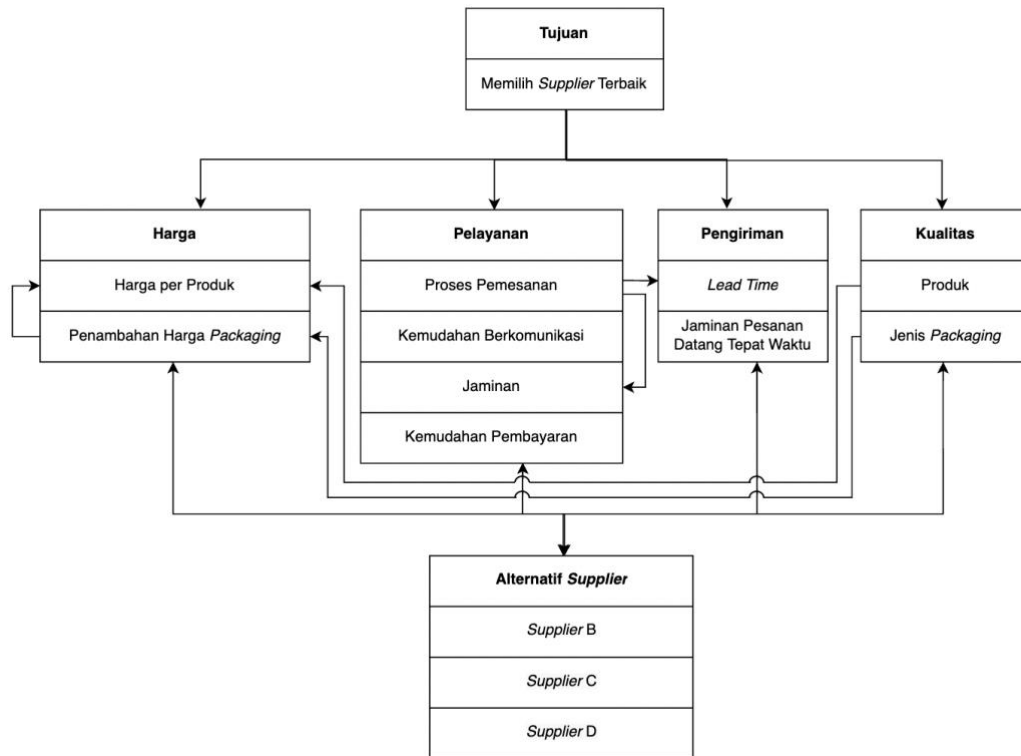 Tujuan
Memilih Supplier Terbaik
Harga
Harga per Produk
Penambahan Harga Packaging
Pelayanan
Proses Pemesanan
Kemudahan Berkomunikasi
Jaminan
Kemudahan Pembayaran
Pengiriman
Lead Time
Jaminan Pesanan
Datang Tepat Waktu
Kualitas
Produk
Jenis Packaging
Alternatif Supplier
Supplier B
Supplier C
Supplier D